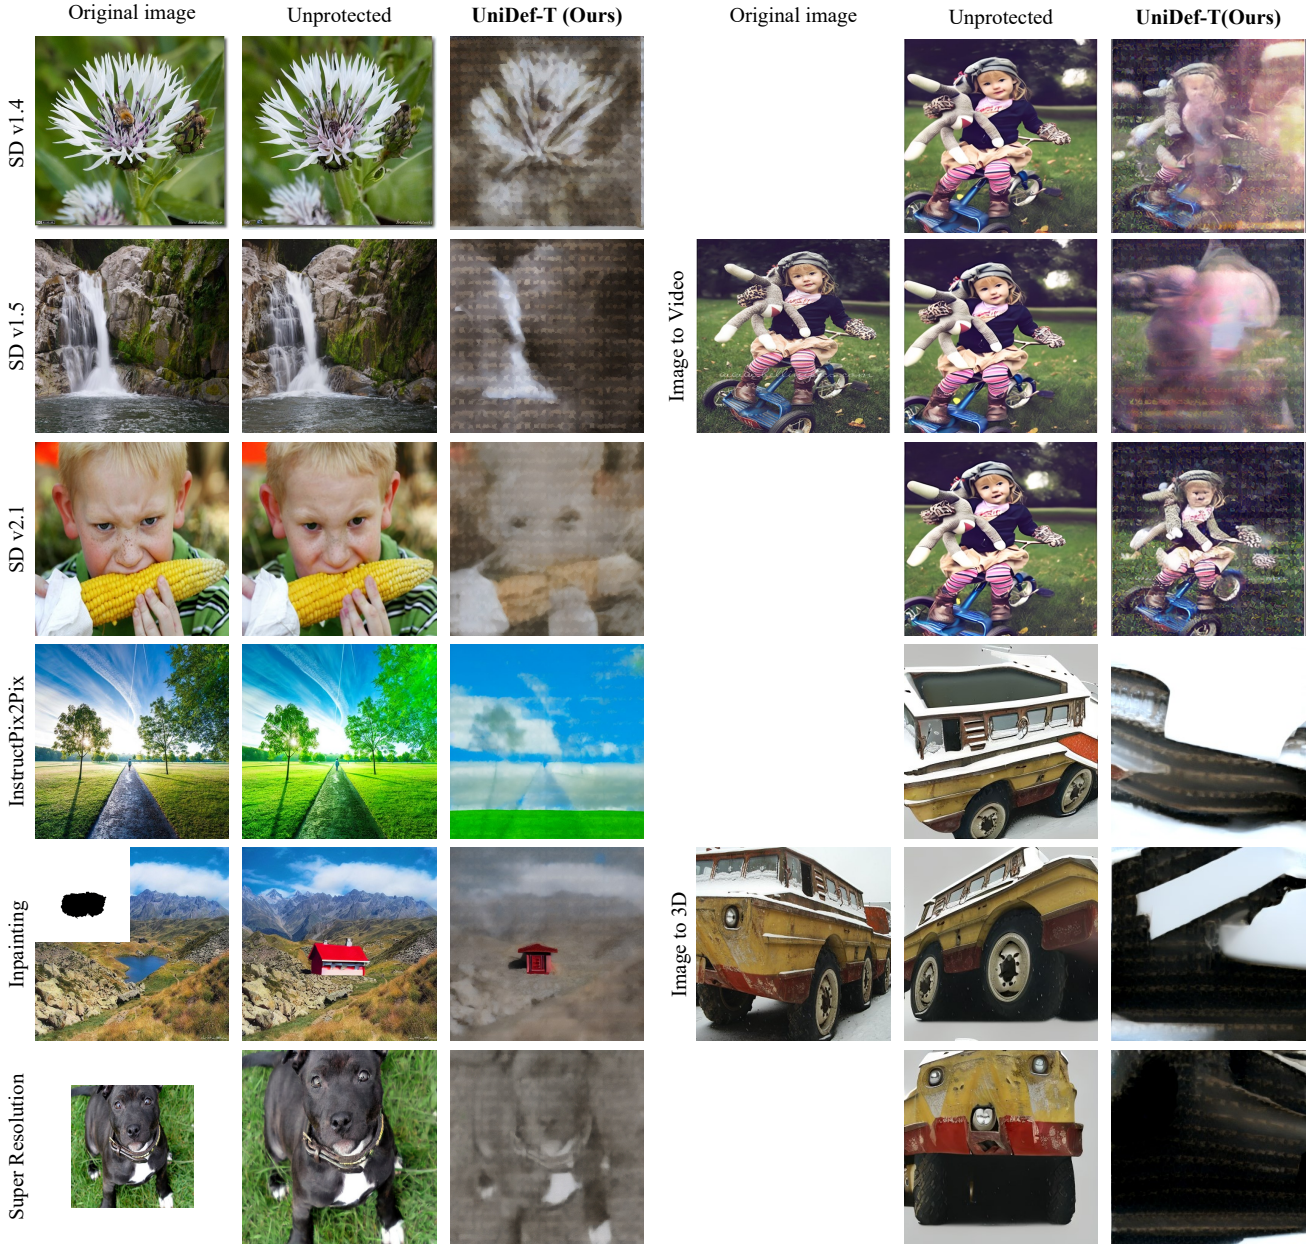 Original image
Unprotected
UniDef-T (Ours)
Original image
Unprotected
UniDef-T(Ours)
SD v1.4
SD v1.5
SD v2.1
InstructPix2Pix
Inpainting
Super Resolution
Image to Video
Image to 3D